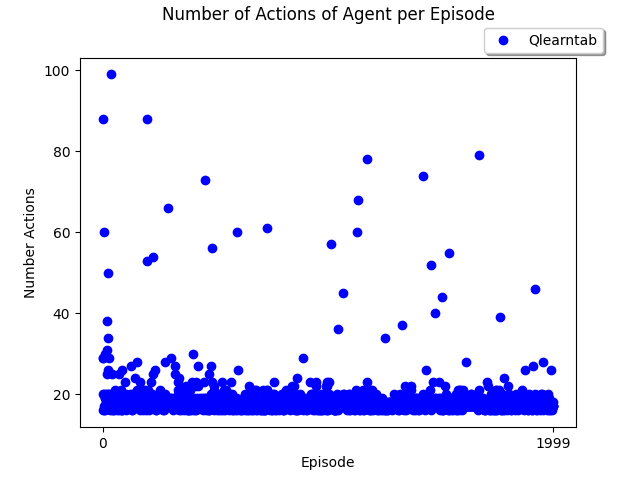 Number of Actions of Agent per Episode
Qlearntab
100
80
60
40
20
Number Actions
0
1999
Episode